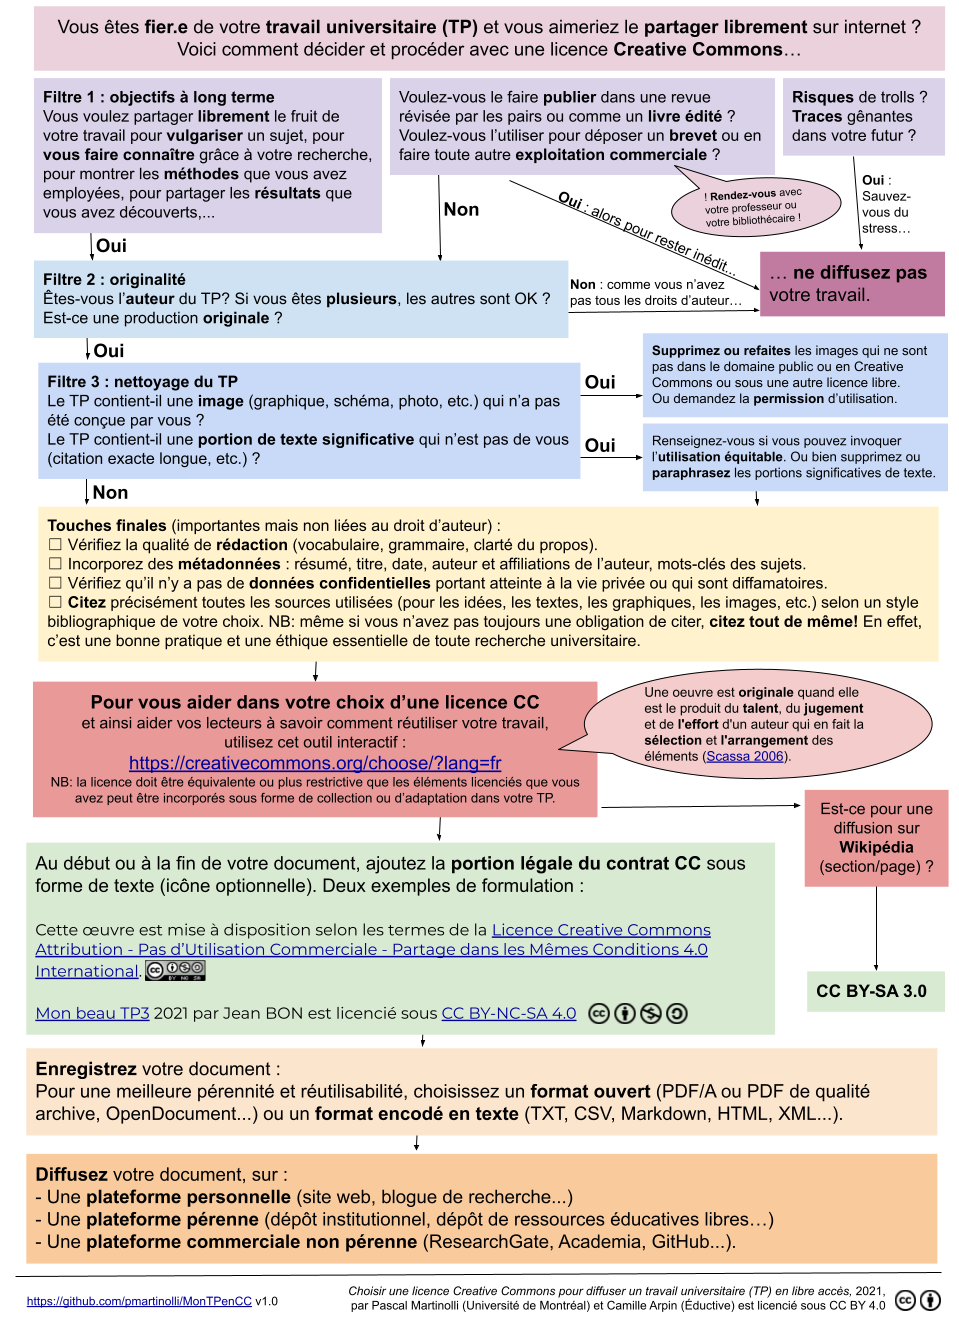 Vous êtes fier.e de votre travail universitaire (TP) et vous aimeriez le partager librement sur internet ?
Voici comment décider et procéder avec une licence Creative Commons…
Filtre 1 : objectifs à long terme
Vous voulez partager librement le fruit de
votre travail pour vulgariser un sujet, pour
vous faire connaître grâce à votre recherche,
pour montrer les méthodes que vous avez
employées, pour partager les résultats que
vous avez découverts,...
Voulez-vous le faire publier dans une revue
révisée par les pairs ou comme un livre édité ?
Voulez-vous l'utiliser pour déposer un brevet ou en
faire toute autre exploitation commerciale ?
Risques de trolls ?
Traces gênantes
dans votre futur ?
! Rendez-vous avec
votre professeur ou
votre bibliothécaire !
Oui :
Sauvez-
vous du
stress…
Non
Oui : alors pour rester inédit...
Oui
Filtre 2 : originalité
Êtes-vous l'auteur du TP? Si vous êtes plusieurs, les autres sont OK ?
Est-ce une production originale ?
Non : comme vous n'avez
pas tous les droits d'auteur…
… ne diffusez pas
votre travail.
Oui
Filtre 3 : nettoyage du TP
Le TP contient-il une image (graphique, schéma, photo, etc.) qui n'a pas
été conçue par vous ?
Le TP contient-il une portion de texte significative qui n'est pas de vous
(citation exacte longue, etc.) ?
Oui
Supprimez ou refaites les images qui ne sont
pas dans le domaine public ou en Creative
Commons ou sous une autre licence libre.
Ou demandez la permission d'utilisation.
Oui
Renseignez-vous si vous pouvez invoquer
l'utilisation équitable. Ou bien supprimez ou
paraphrasez les portions significatives de texte.
Non
Touches finales (importantes mais non liées au droit d'auteur) :
☐ Vérifiez la qualité de rédaction (vocabulaire, grammaire, clarté du propos).
☐ Incorporez des métadonnées : résumé, titre, date, auteur et affiliations de l'auteur, mots-clés des sujets.
☐ Vérifiez qu'il n'y a pas de données confidentielles portant atteinte à la vie privée ou qui sont diffamatoires.
☐ Citez précisément toutes les sources utilisées (pour les idées, les textes, les graphiques, les images, etc.) selon un style
bibliographique de votre choix. NB: même si vous n'avez pas toujours une obligation de citer, citez tout de même! En effet,
c'est une bonne pratique et une éthique essentielle de toute recherche universitaire.
Pour vous aider dans votre choix d'une licence CC
et ainsi aider vos lecteurs à savoir comment réutiliser votre travail,
utilisez cet outil interactif :
https://creativecommons.org/choose/?lang=fr
NB: la licence doit être équivalente ou plus restrictive que les éléments licenciés que vous
avez peut être incorporés sous forme de collection ou d'adaptation dans votre TP.
Une oeuvre est originale quand elle
est le produit du talent, du jugement
et de l'effort d'un auteur qui en fait la
sélection et l'arrangement des
éléments (Scassa 2006).
Est-ce pour une
diffusion sur
Wikipédia
(section/page) ?
CC BY-SA 3.0
Au début ou à la fin de votre document, ajoutez la portion légale du contrat CC sous
forme de texte (icône optionnelle). Deux exemples de formulation :
Cette œuvre est mise à disposition selon les termes de la Licence Creative Commons
Attribution - Pas d'Utilisation Commerciale - Partage dans les Mêmes Conditions 4.0
International. cc BY NC SA
Mon beau TP3 2021 par Jean BON est licencié sous CC BY-NC-SA 4.0 cc
Enregistrez votre document :
Pour une meilleure pérennité et réutilisabilité, choisissez un format ouvert (PDF/A ou PDF de qualité
archive, OpenDocument...) ou un format encodé en texte (TXT, CSV, Markdown, HTML, XML...).
Diffusez votre document, sur :
- Une plateforme personnelle (site web, blogue de recherche...)
- Une plateforme pérenne (dépôt institutionnel, dépôt de ressources éducatives libres…)
- Une plateforme commerciale non pérenne (ResearchGate, Academia, GitHub...).
https://github.com/pmartinolli/MonTPenCC v1.0
Choisir une licence Creative Commons pour diffuser un travail universitaire (TP) en libre accès, 2021,
par Pascal Martinolli (Université de Montréal) et Camille Arpin (Éductive) est licencié sous CC BY 4.0 cc